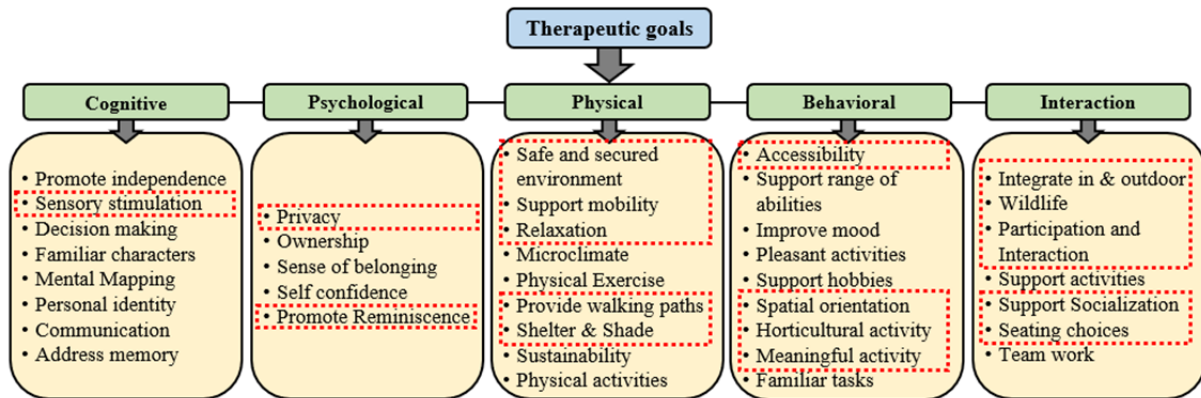 Therapeutic goals
Cognitive
• Promote independence
• Sensory stimulation
• Decision making
• Familiar characters
• Mental Mapping
• Personal identity
• Communication
• Address memory
Psychological
• Privacy
• Ownership
• Sense of belonging
• Self confidence
• Promote Reminiscence
Physical
• Safe and secured
environment
• Support mobility
• Relaxation
• Microclimate
• Physical Exercise
• Provide walking paths
• Shelter & Shade
• Sustainability
• Physical activities
Behavioral
• Accessibility
• Support range of
abilities
• Improve mood
• Pleasant activities
• Support hobbies
• Spatial orientation
• Horticultural activity
• Meaningful activity
• Familiar tasks
Interaction
• Integrate in & outdoor
• Wildlife
• Participation and
Interaction
• Support activities
• Support Socialization
• Seating choices
• Team work